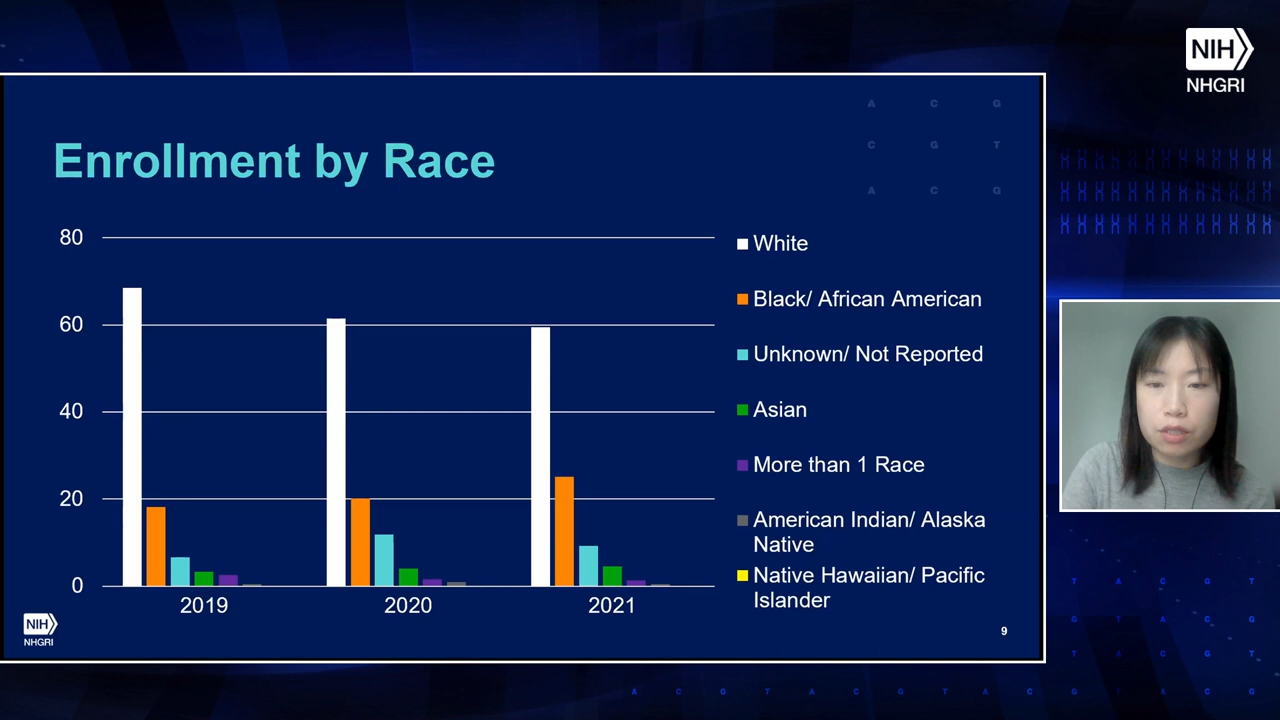 NIH
NHGRI
A C G
C G T
A C G
Enrollment by Race
80
60
40
20
0
2019 2020 2021
White
Black/ African American
Unknown/ Not Reported
Asian
More than 1 Race
American Indian/ Alaska
Native
Native Hawaiian/ Pacific
Islander
NIH
NHGRI
9
T A C G T
G T A C G
T A C G T
A C G T A C G T A C G T A C G